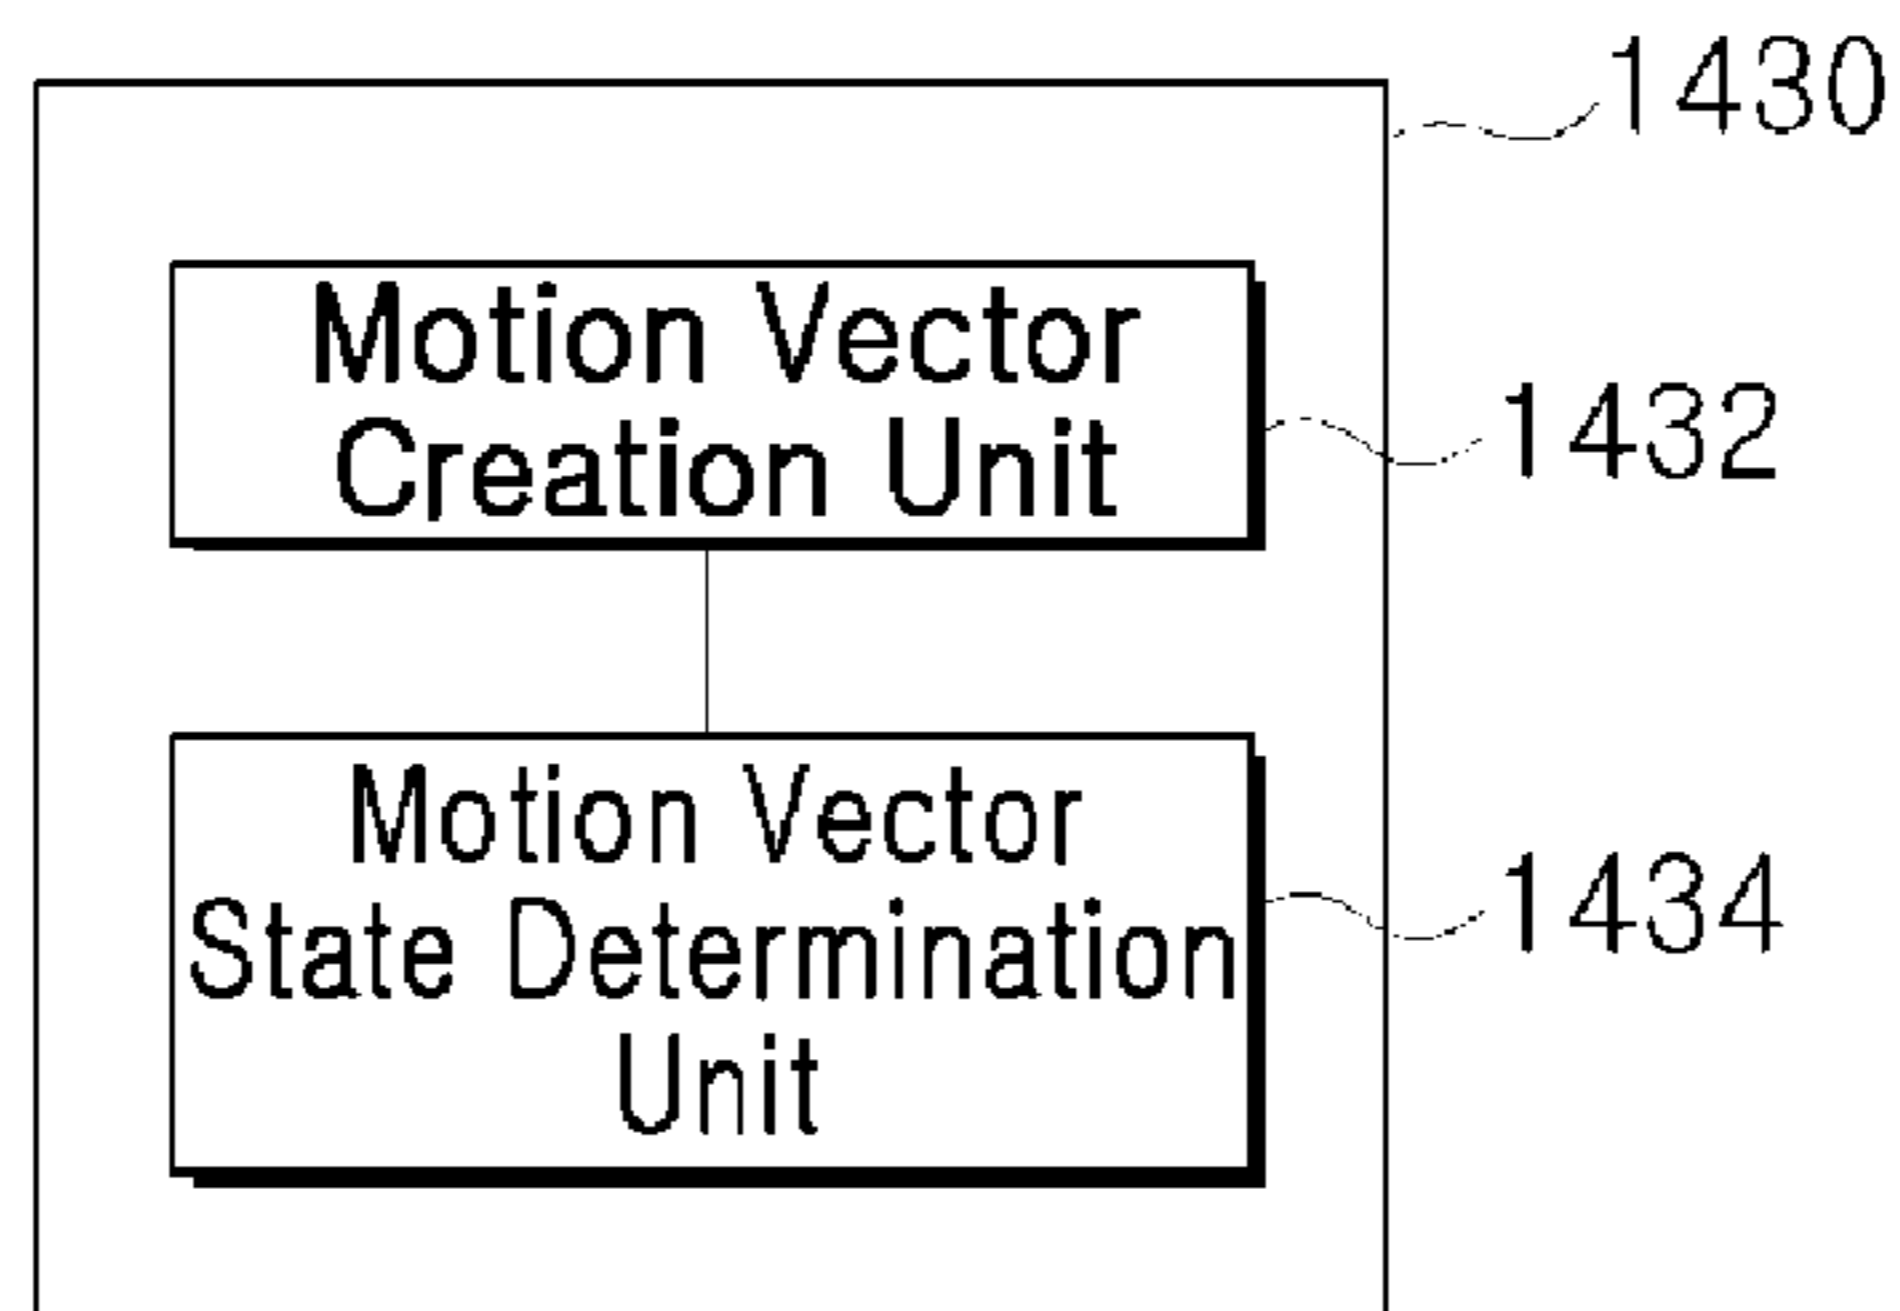 1430
Motion Vector
Creation Unit
1432
Motion Vector
State Determination
Unit
1434